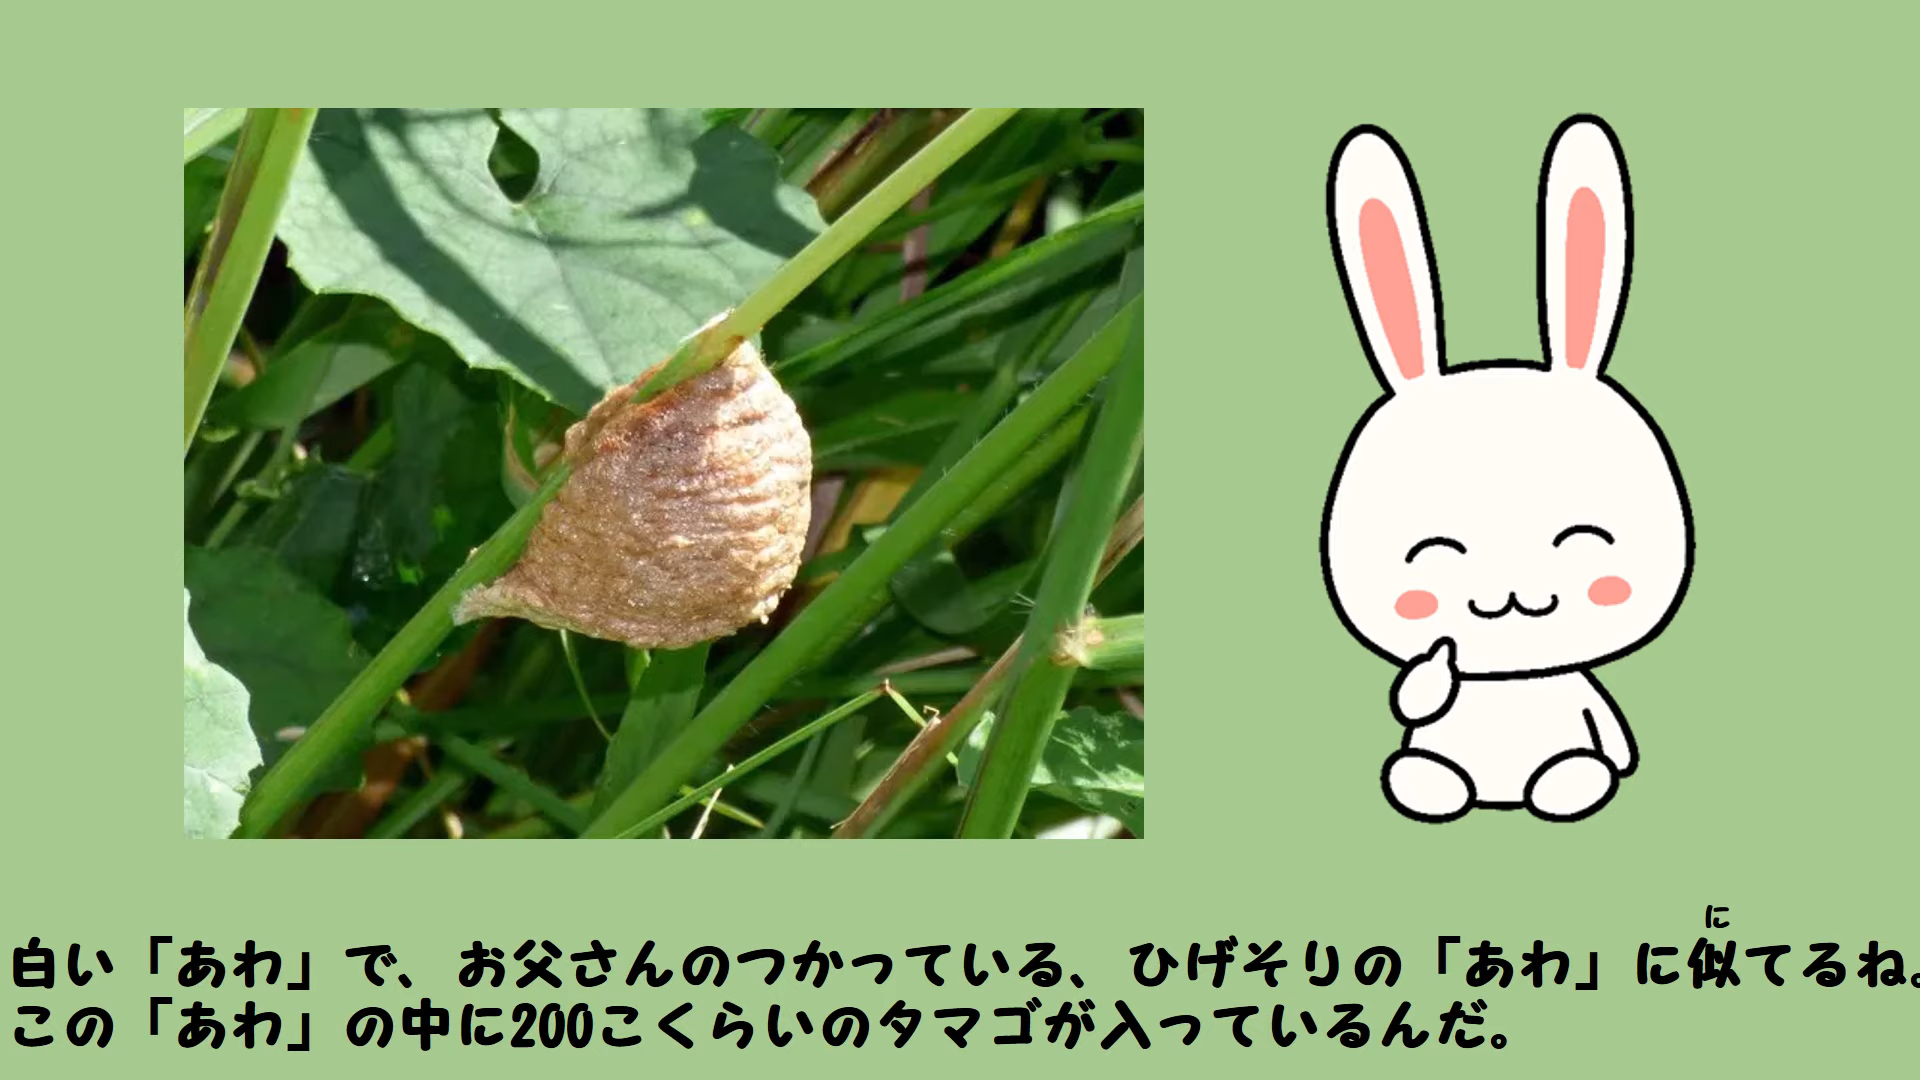 白い「あわ」で、お父さんのつかっている、ひげそりの「あわ」に似てるね。
に
この「あわ」の中に200こくらいのタマゴが入っているんだ。